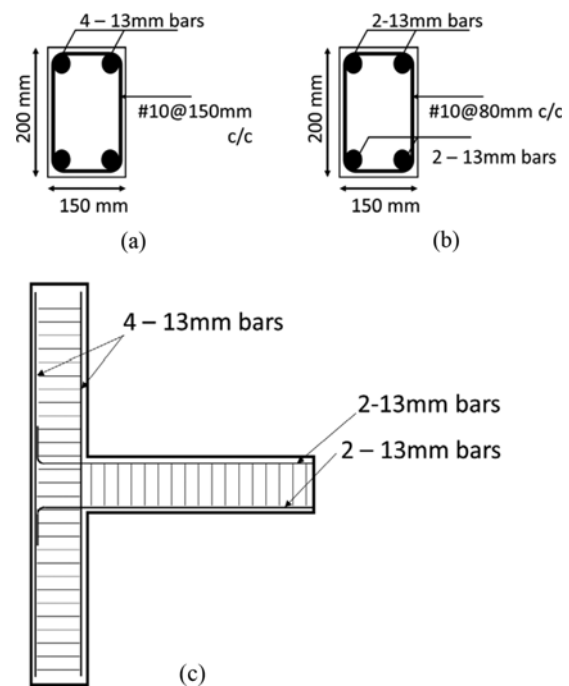 4 – 13mm bars
200 mm
#10@150mm
c/c
150 mm
(a)
2-13mm bars
200 mm
#10@80mm c/c
2 – 13mm bars
150 mm
(b)
4 – 13mm bars
2-13mm bars
2 – 13mm bars
(c)